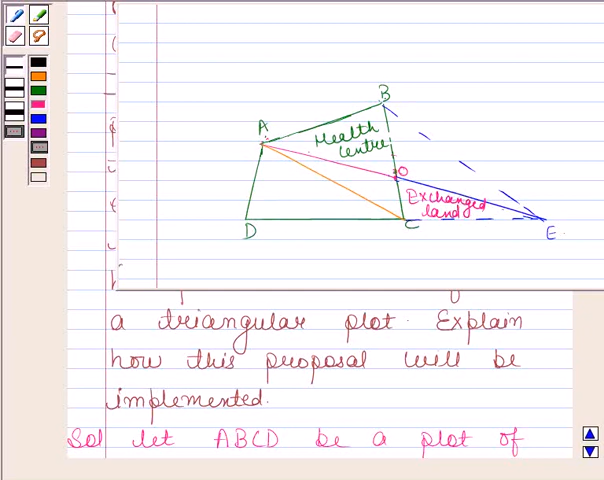 B
A
Health
centre
O
Exchanged
land
D
C
E
a triangular plot. Explain
how this proposal will be
implemented.
Sol let ABCD be a plot of